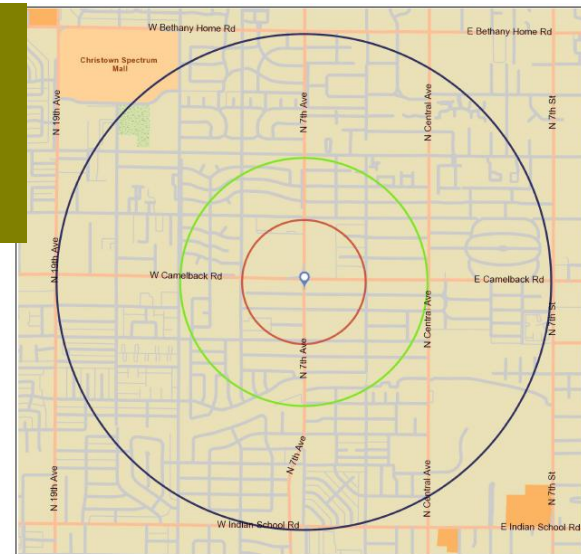 W Bethany Home Rd
E Bethany Home Rd
Christown Spectrum
Mall
N 19th Ave
N 7th Ave
N Central Ave
N 7th St
N 19th Ave
W Camelback Rd
E Camelback Rd
N Central Ave
N 7th St
N 7th Ave
N 7th Ave
N 19th Ave
N Central Ave
N 7th St
W Indian School Rd
E Indian School Rd